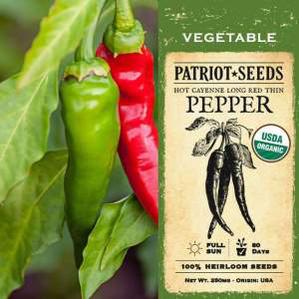 VEGETABLE
PATRIOT★SEEDS
HOT CAYENNE LONG RED THIN
PEPPER
USDA
ORGANIC
FULL
SUN
80
DAYS
100% HEIRLOOM SEEDS
NET WT. 250MG - ORIGIN: USA